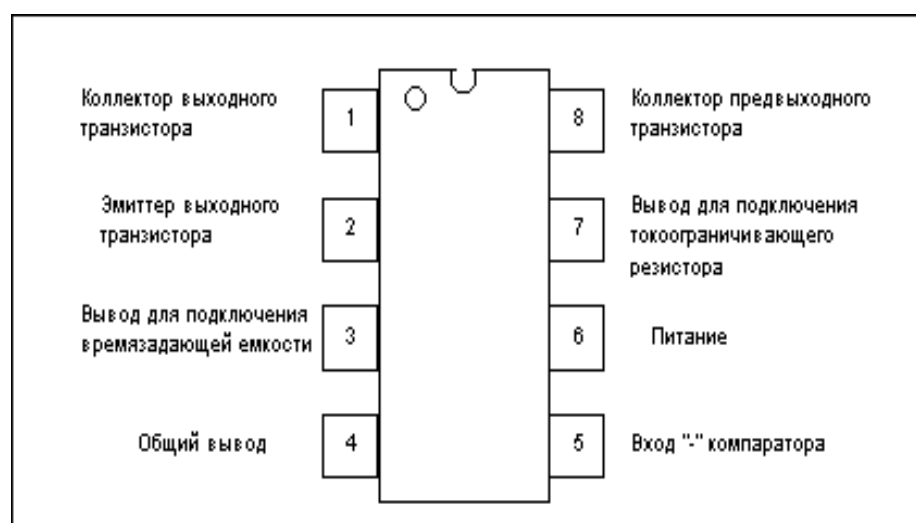 Коллектор выходного
транзистора
1
8
Коллектор предвыходного
транзистора
Эмиттер выходного
транзистора
2
7
Вывод для подключения
токоограничивающего
резистора
Вывод для подключения
времязадающей емкости
3
6
Питание
Общий вывод
4
5
Вход "-" компаратора